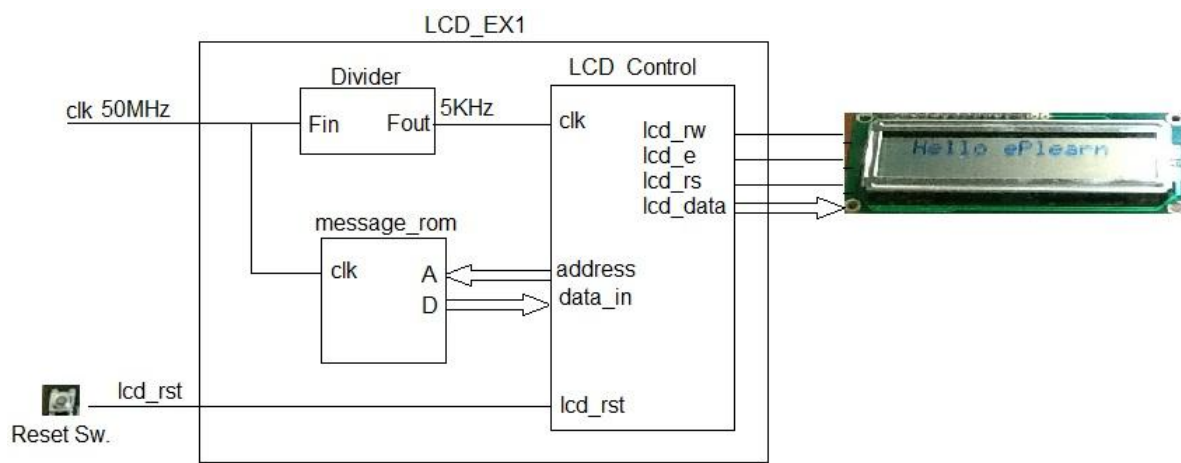 LCD_EX1
LCD Control
Divider
clk 50MHz
Fin Fout
5KHz
clk
lcd_rw
lcd_e
lcd_rs
lcd_data
Hello ePlearn
message_rom
clk A
D
address
data_in
lcd_rst
lcd_rst
Reset Sw.